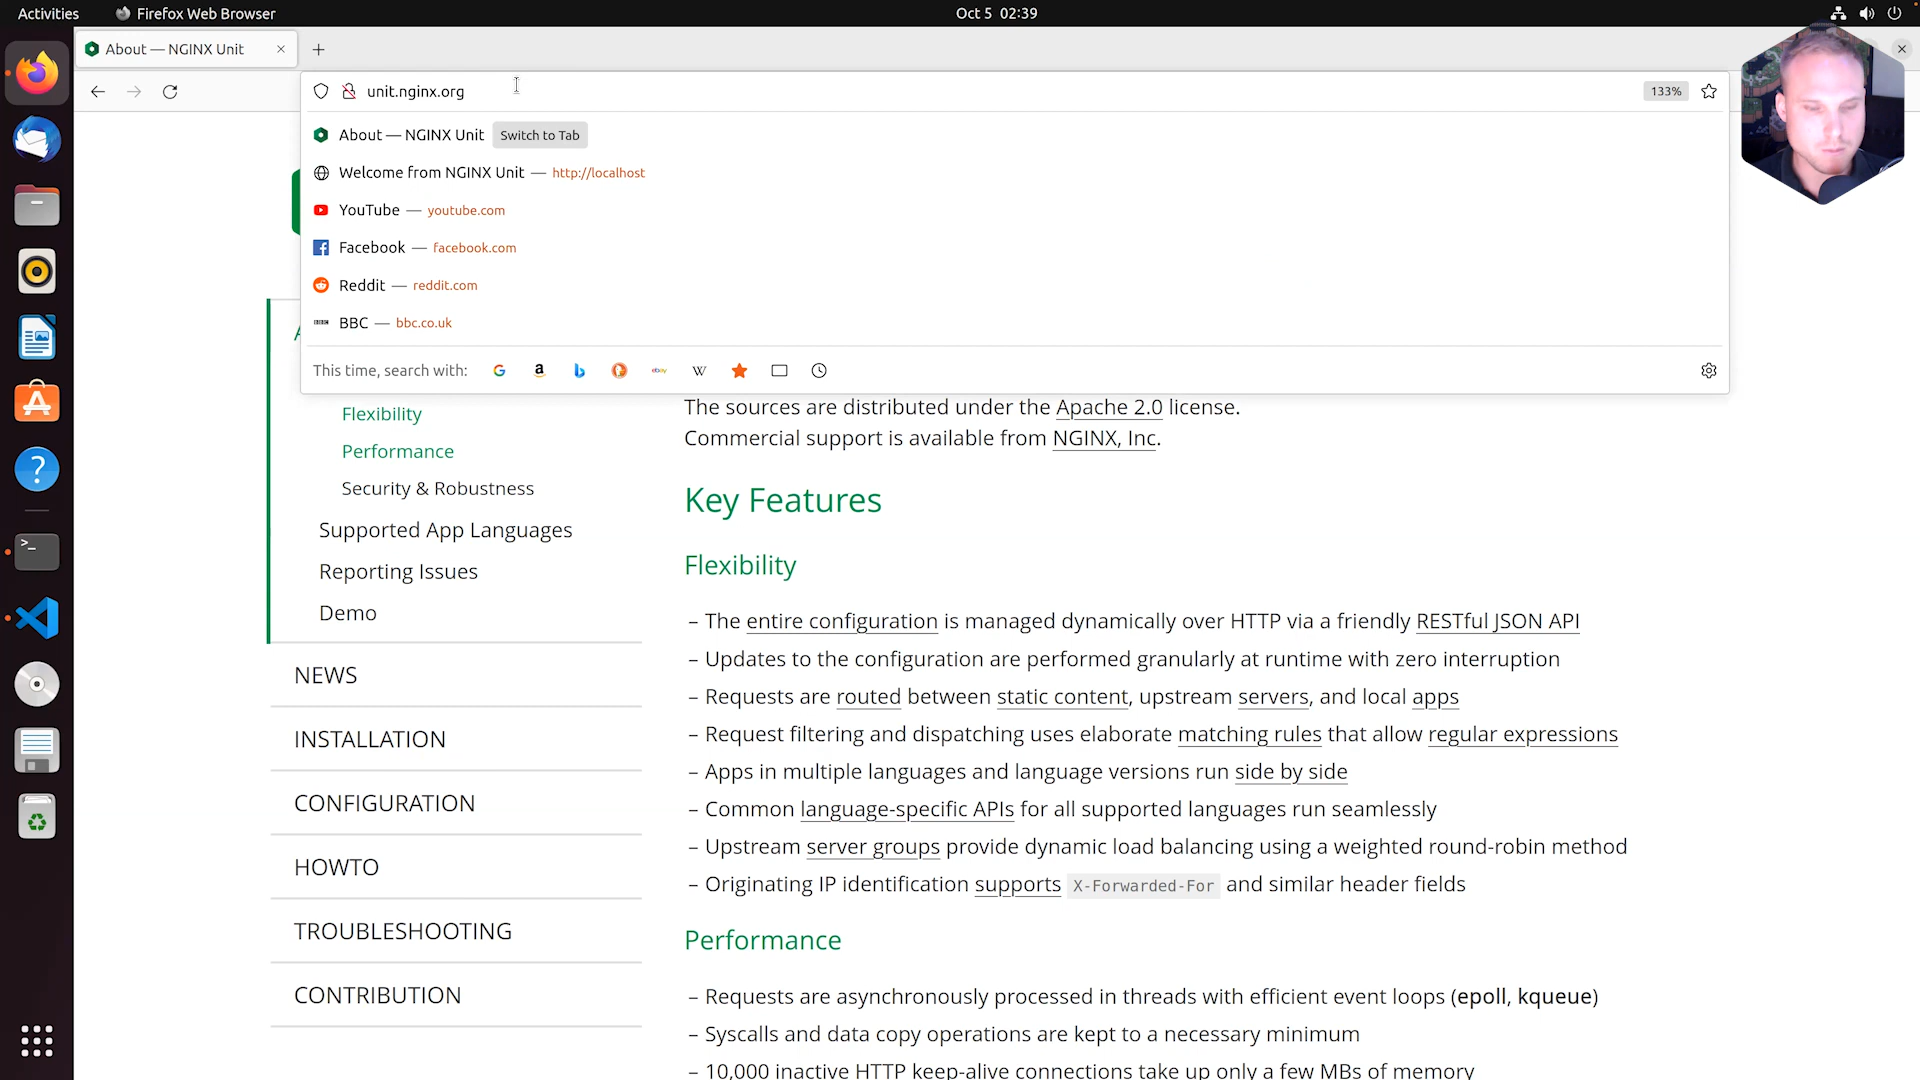 Activities
Firefox Web Browser
Oct 5 02:39
About — NGINX Unit
unit.nginx.org
133%
About — NGINX Unit Switch to Tab
Welcome from NGINX Unit — http://localhost
YouTube — youtube.com
Facebook — facebook.com
Reddit — reddit.com
BBC — bbc.co.uk
This time, search with:
Flexibility
Performance
Security & Robustness
Supported App Languages
Reporting Issues
Demo
NEWS
INSTALLATION
CONFIGURATION
HOWTO
TROUBLESHOOTING
CONTRIBUTION
The sources are distributed under the Apache 2.0 license.
Commercial support is available from NGINX, Inc.
Key Features
Flexibility
– The entire configuration is managed dynamically over HTTP via a friendly RESTful JSON API
– Updates to the configuration are performed granularly at runtime with zero interruption
– Requests are routed between static content, upstream servers, and local apps
– Request filtering and dispatching uses elaborate matching rules that allow regular expressions
– Apps in multiple languages and language versions run side by side
– Common language-specific APIs for all supported languages run seamlessly
– Upstream server groups provide dynamic load balancing using a weighted round-robin method
– Originating IP identification supports X-Forwarded-For and similar header fields
Performance
– Requests are asynchronously processed in threads with efficient event loops (epoll, kqueue)
– Syscalls and data copy operations are kept to a necessary minimum
– 10,000 inactive HTTP keep-alive connections take up only a few MBs of memory